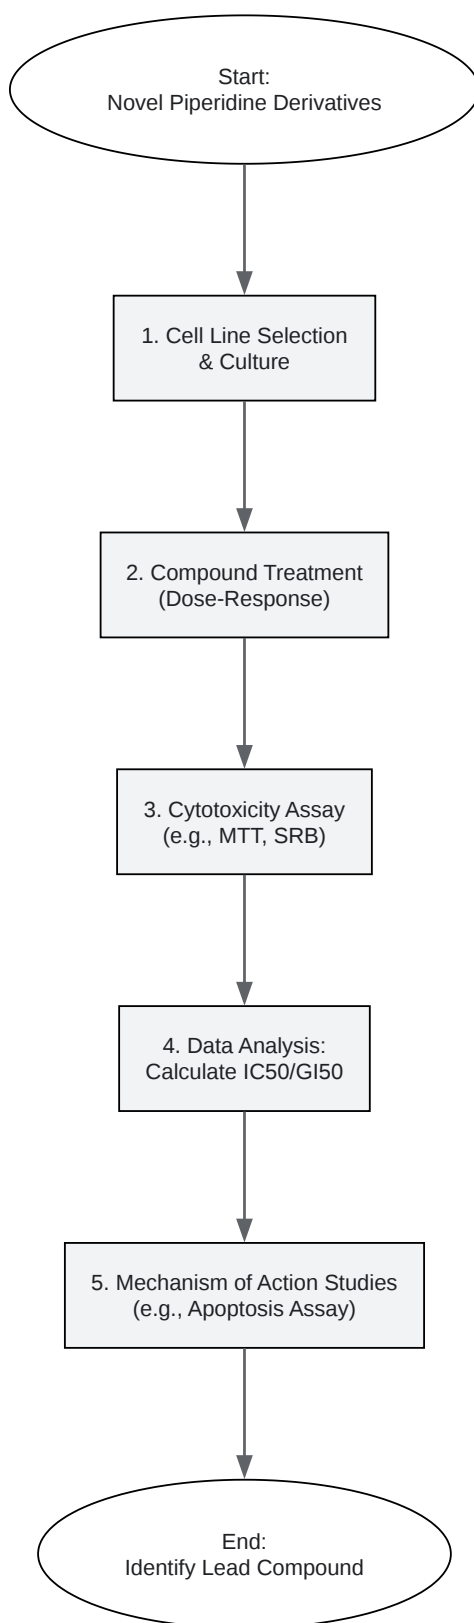 Start:
Novel Piperidine Derivatives
1. Cell Line Selection
& Culture
2. Compound Treatment
(Dose-Response)
3. Cytotoxicity Assay
(e.g., MTT, SRB)
4. Data Analysis:
Calculate IC50/GI50
5. Mechanism of Action Studies
(e.g., Apoptosis Assay)
End:
Identify Lead Compound